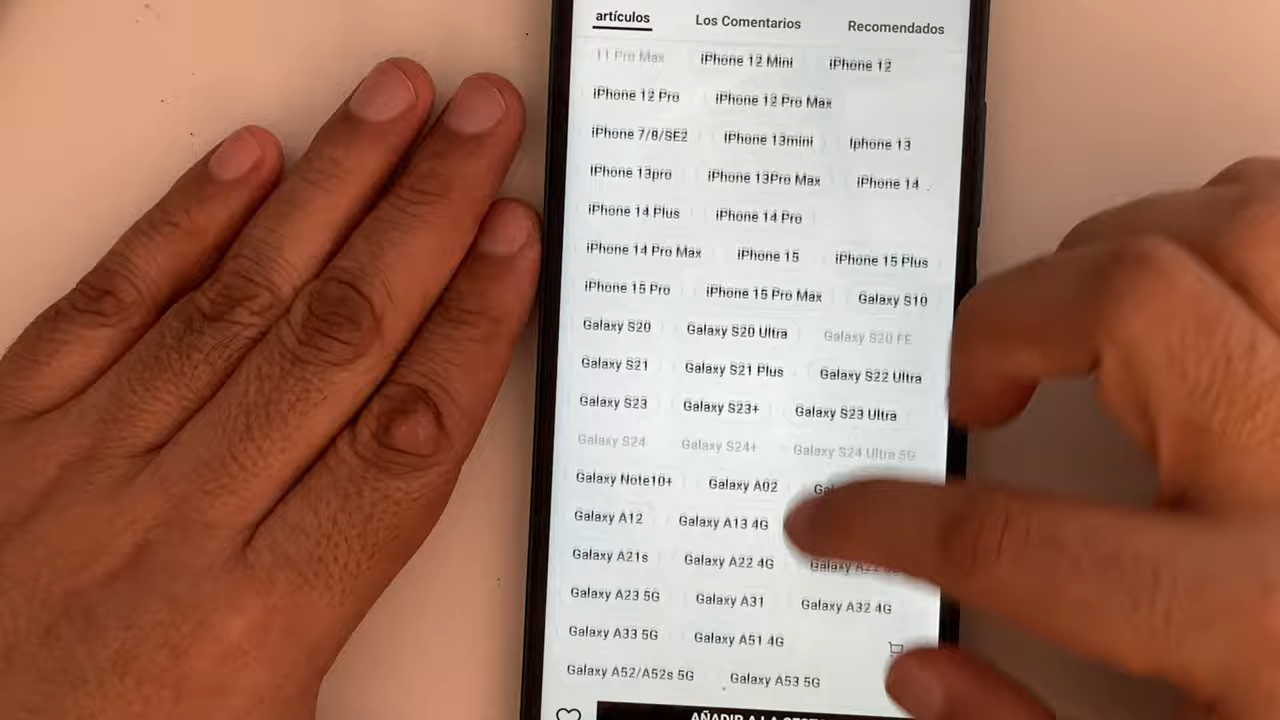 artículos Los Comentarios Recomendados
11 Pro Max iPhone 12 Mini iPhone 12
iPhone 12 Pro iPhone 12 Pro Max
iPhone 7/8/SE2 iPhone 13mini Iphone 13
iPhone 13pro iPhone 13Pro Max iPhone 14
iPhone 14 Plus iPhone 14 Pro
iPhone 14 Pro Max iPhone 15 iPhone 15 Plus
iPhone 15 Pro iPhone 15 Pro Max Galaxy S10
Galaxy S20 Galaxy S20 Ultra Galaxy S20 FE
Galaxy S21 Galaxy S21 Plus Galaxy S22 Ultra
Galaxy S23 Galaxy S23+ Galaxy S23 Ultra
Galaxy S24 Galaxy S24+ Galaxy S24 Ultra 5G
Galaxy Note10+ Galaxy A02
Galaxy A12 Galaxy A13 4G
Galaxy A21s Galaxy A22 4G Galaxy A22
Galaxy A23 5G Galaxy A31 Galaxy A32 4G
Galaxy A33 5G Galaxy A51 4G
Galaxy A52/A52s 5G Galaxy A53 5G
AÑADIR A LA CESTA